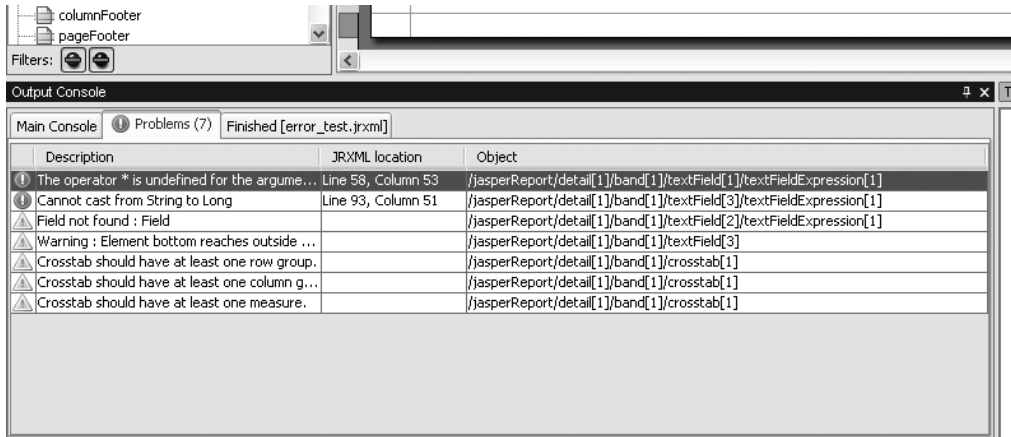 columnFooter
pageFooter
Filters:
Output Console
T
Main Console Problems (7) Finished [error_test.jrxml]
Description JRXML location Object
The operator * is undefined for the argume... Line 58, Column 53 /jasperReport/detail[1]/band[1]/textField[1]/textFieldExpression[1]
Cannot cast from String to Long Line 93, Column 51 /jasperReport/detail[1]/band[1]/textField[3]/textFieldExpression[1]
Field not found : Field /jasperReport/detail[1]/band[1]/textField[2]/textFieldExpression[1]
Warning : Element bottom reaches outside ... /jasperReport/detail[1]/band[1]/textField[3]
Crosstab should have at least one row group. /jasperReport/detail[1]/band[1]/crosstab[1]
Crosstab should have at least one column g... /jasperReport/detail[1]/band[1]/crosstab[1]
Crosstab should have at least one measure. /jasperReport/detail[1]/band[1]/crosstab[1]